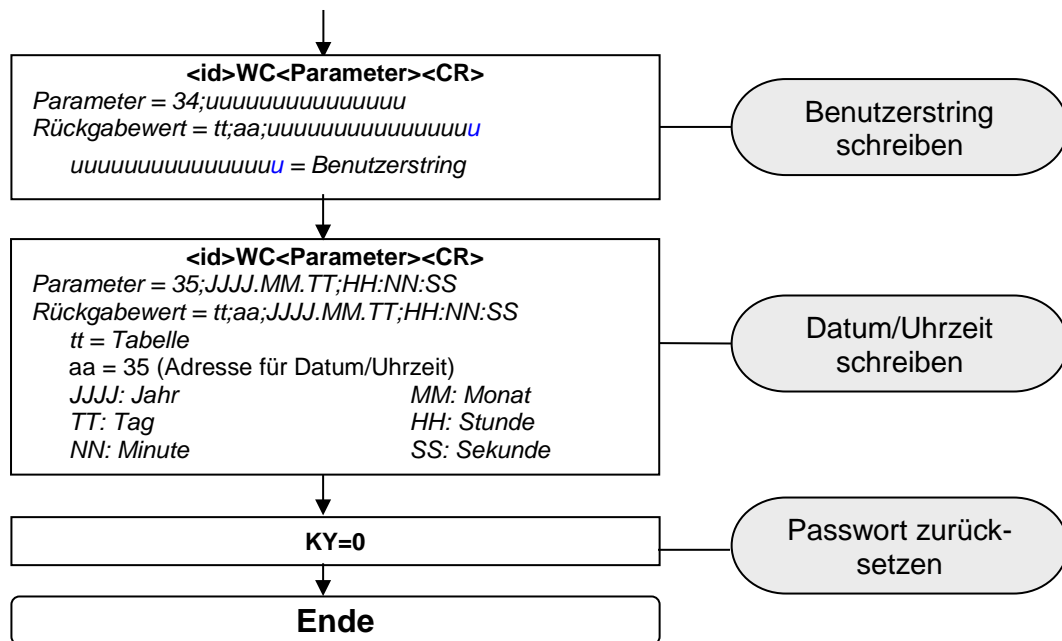 <id>WC<Parameter><CR>
Parameter = 34;uuuuuuuuuuuuuuuu
Rückgabewert = tt;aa;uuuuuuuuuuuuuuuuu
uuuuuuuuuuuuuuuuu = Benutzerstring
Benutzerstring
schreiben
<id>WC<Parameter><CR>
Parameter = 35;JJJJ.MM.TT;HH:NN:SS
Rückgabewert = tt;aa;JJJJ.MM.TT;HH:NN:SS
tt = Tabelle
aa = 35 (Adresse für Datum/Uhrzeit)
JJJJ: Jahr MM: Monat
TT: Tag HH: Stunde
NN: Minute SS: Sekunde
Datum/Uhrzeit
schreiben
KY=0
Passwort zurück-
setzen
Ende